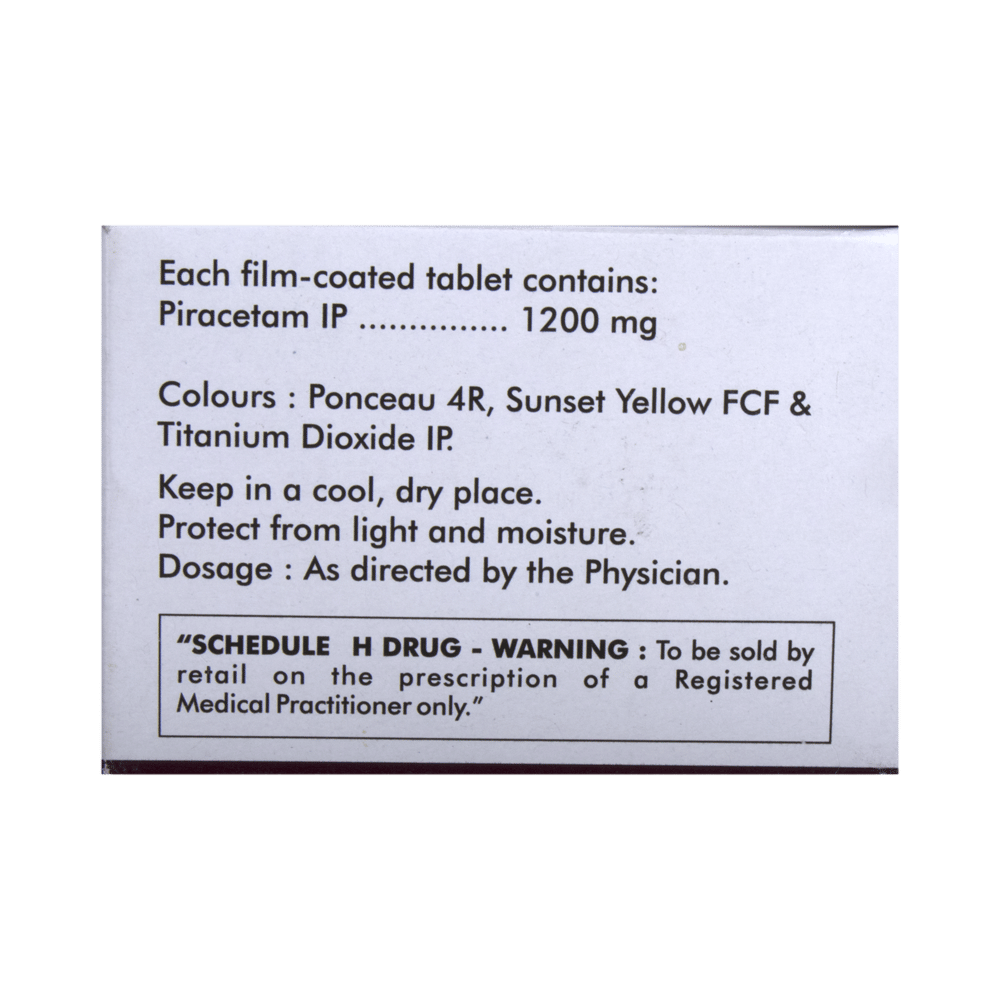 Each film-coated tablet contains:
Piracetam IP ............... 1200 mg
Colours : Ponceau 4R, Sunset Yellow FCF &
Titanium Dioxide IP.
Keep in a cool, dry place.
Protect from light and moisture.
Dosage : As directed by the Physician.
"SCHEDULE H DRUG - WARNING : To be sold by
retail on the prescription of a Registered
Medical Practitioner only."